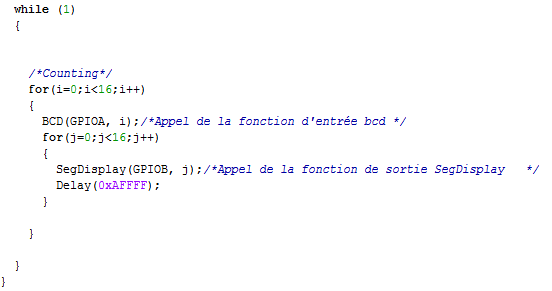 while (1)
{
/*Counting*/
for(i=0;i<16;i++)
{
BCD(GPIOA, i);/*Appel de la fonction d'entrée bcd */
for(j=0;j<16;j++)
{
SegDisplay(GPIOB, j);/*Appel de la fonction de sortie SegDisplay */
Delay(0xAFFFF);
}
}
}
}